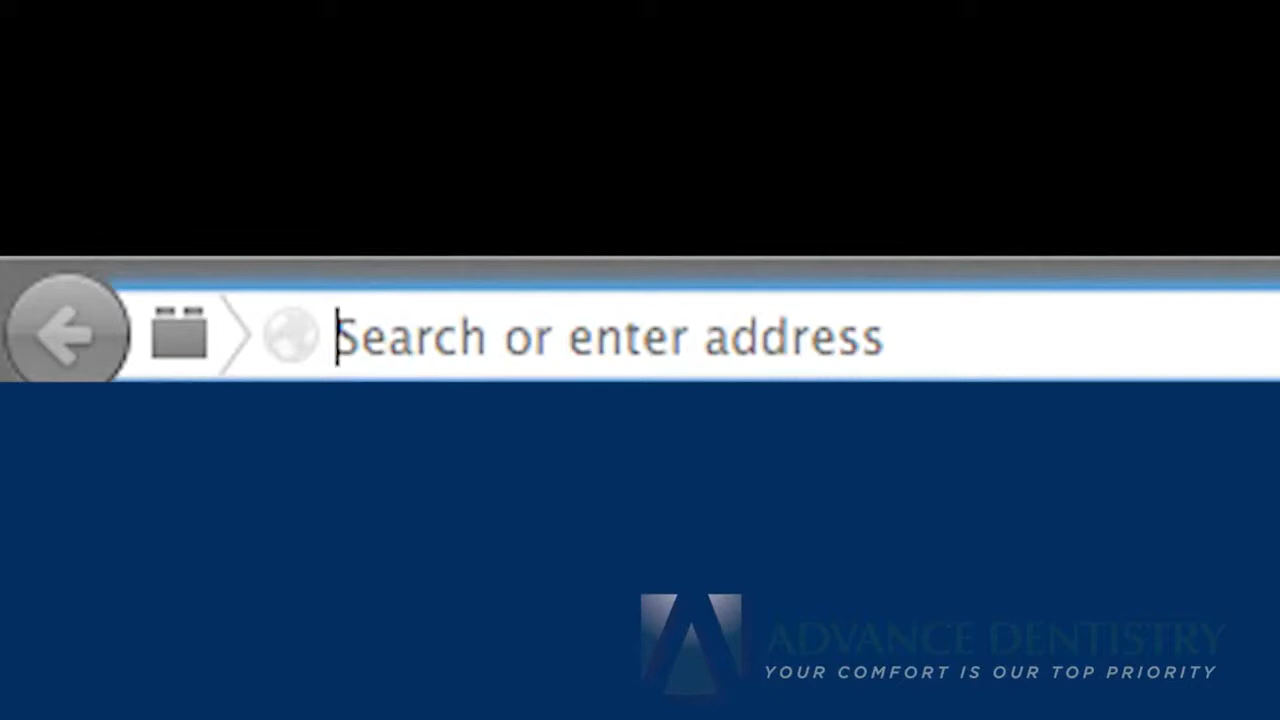 Search or enter address
ADVANCE DENTISTRY
YOUR COMFORT IS OUR TOP PRIORITY